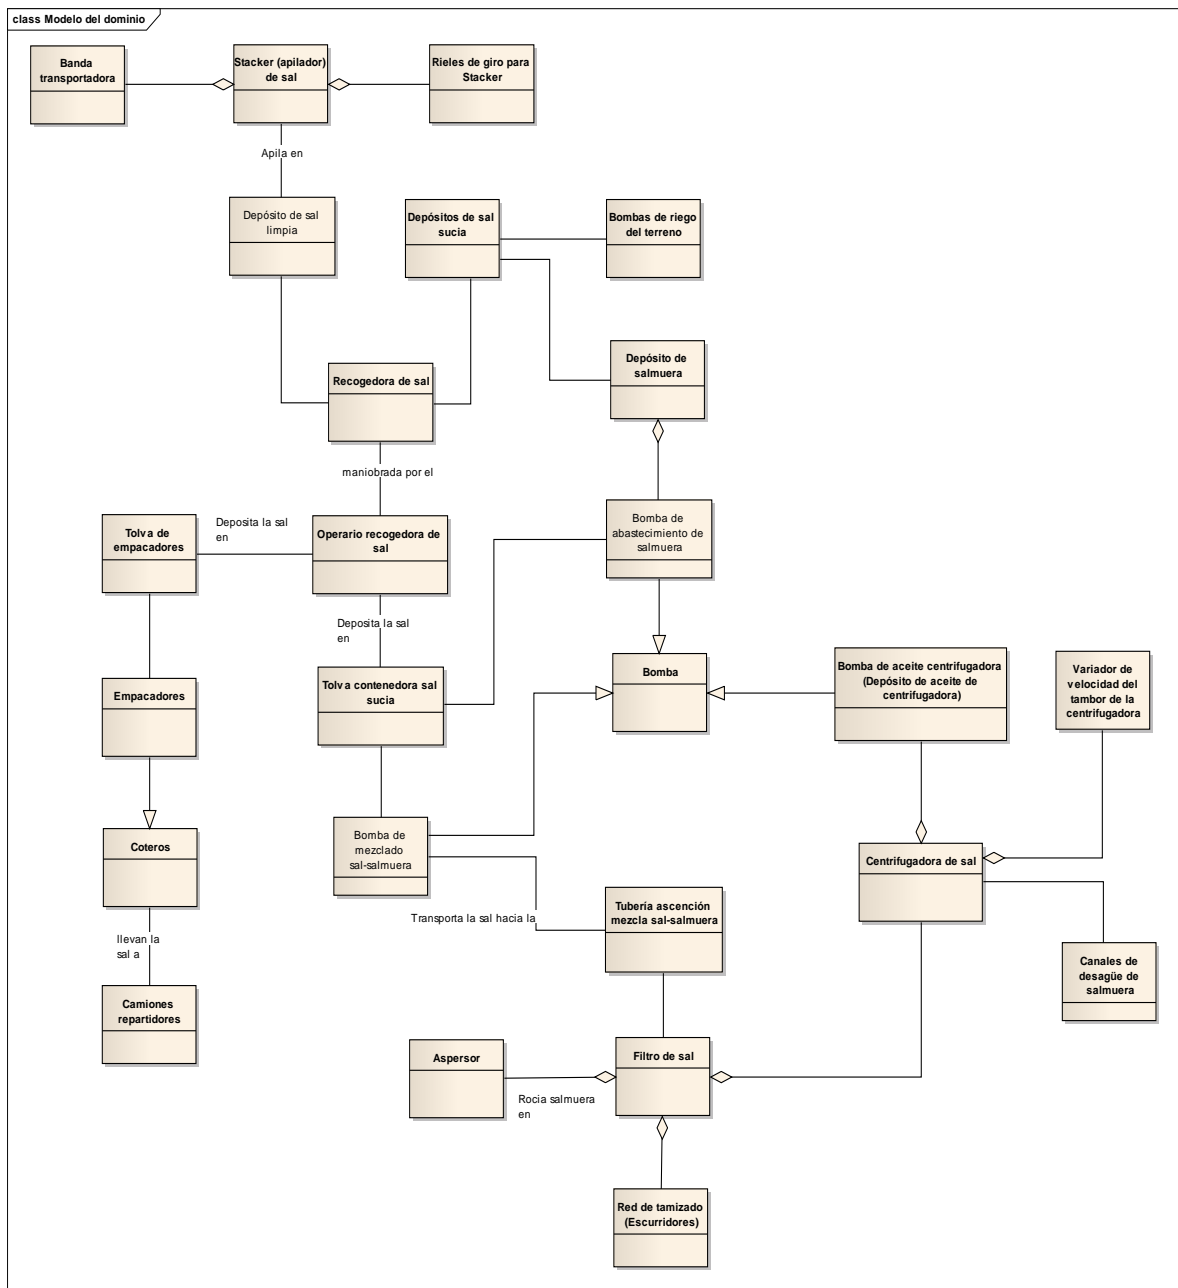 class Modelo del dominio
Banda
transportadora
Stacker (apilador)
de sal
Rieles de giro para
Stacker
Apila en
Depósito de sal
limpia
Depósitos de sal
sucia
Bombas de riego
del terreno
Depósito de
salmuera
Recogedora de sal
maniobrada por el
Bomba de
abastecimiento de
salmuera
Tolva de
empacadores
Deposita la sal
en
Operario recogedora de
sal
Deposita la sal
en
Bomba
Bomba de aceite centrifugadora
(Depósito de aceite de
centrifugadora)
Variador de
velocidad del
tambor de la
centrifugadora
Empacadores
Tolva contenedora sal
sucia
Coteros
Bomba de
mezclado
sal-salmuera
Centrifugadora de sal
Transporta la sal hacia la
Tubería ascención
mezcla sal-salmuera
llevan la
sal a
Canales de
desagüe de
salmuera
Camiones
repartidores
Aspersor
Filtro de sal
Rocia salmuera
en
Red de tamizado
(Escurridores)